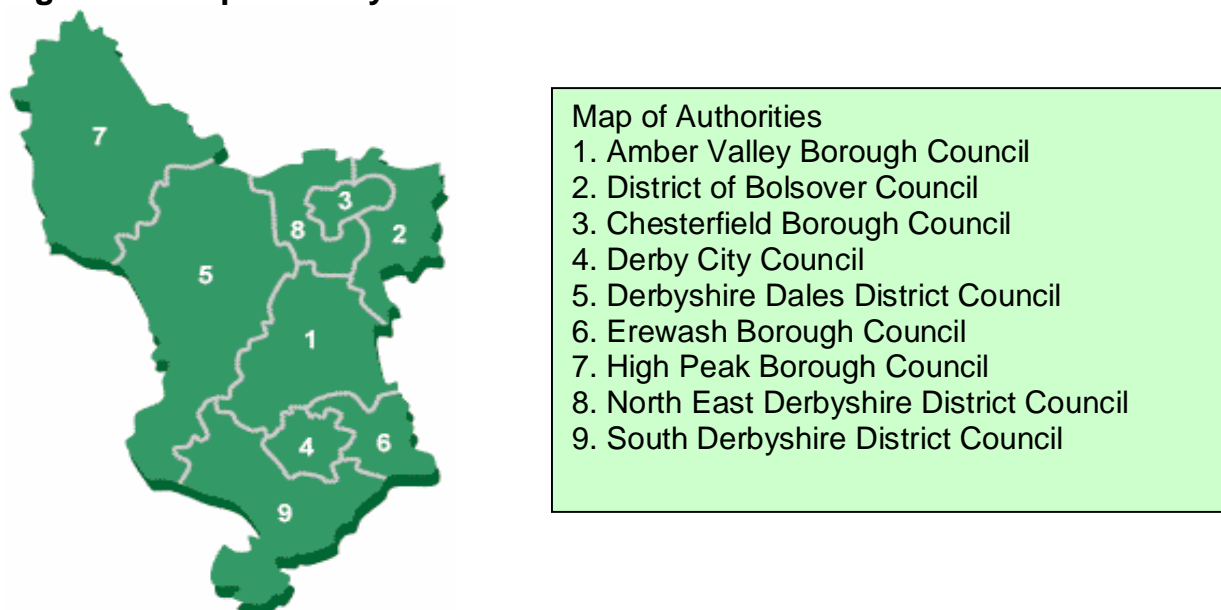 Map of Authorities
1. Amber Valley Borough Council
2. District of Bolsover Council
3. Chesterfield Borough Council
4. Derby City Council
5. Derbyshire Dales District Council
6. Erewash Borough Council
7. High Peak Borough Council
8. North East Derbyshire District Council
9. South Derbyshire District Council
7
3
8
2
5
1
4
6
9